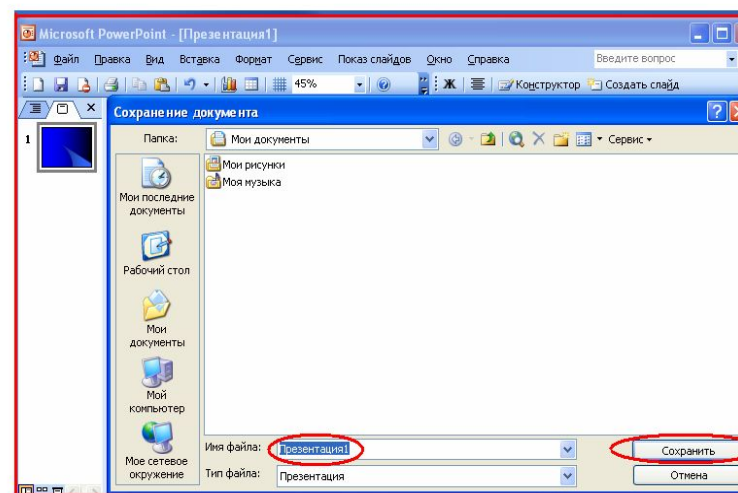 Microsoft PowerPoint - [Презентация1]
Файл Правка Вид Вставка Формат Сервис Показ слайдов Окно Справка Введите вопрос
45% Ж Конструктор Создать слайд
Сохранение документа
1
Папка: Мои документы Сервис
Мои рисунки
Моя музыка
Мои последние
документы
Рабочий стол
Мои
документы
Мой
компьютер
Мое сетевое
окружение
Имя файла: Презентация1 Сохранить
Тип файла: Презентация Отмена